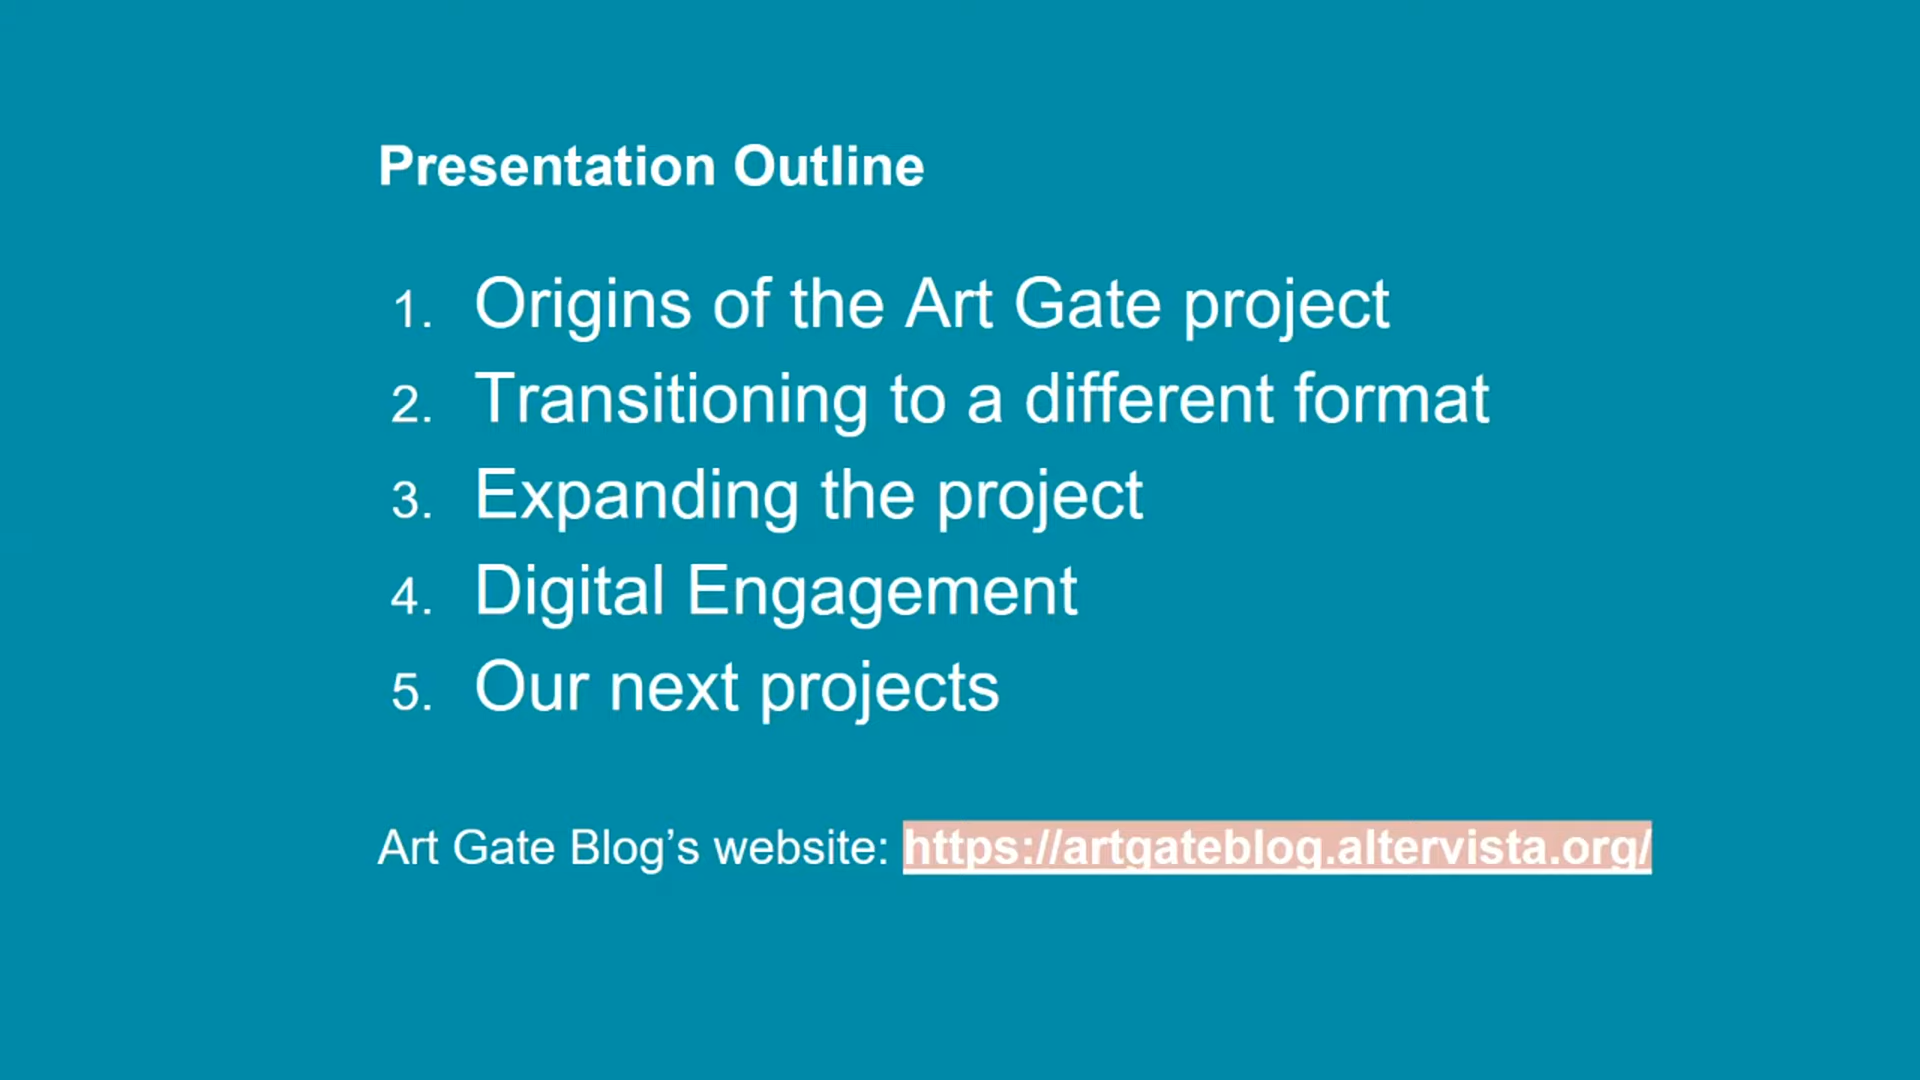 Presentation Outline
1. Origins of the Art Gate project
2. Transitioning to a different format
3. Expanding the project
4. Digital Engagement
5. Our next projects
Art Gate Blog’s website: https://artgateblog.altervista.org/